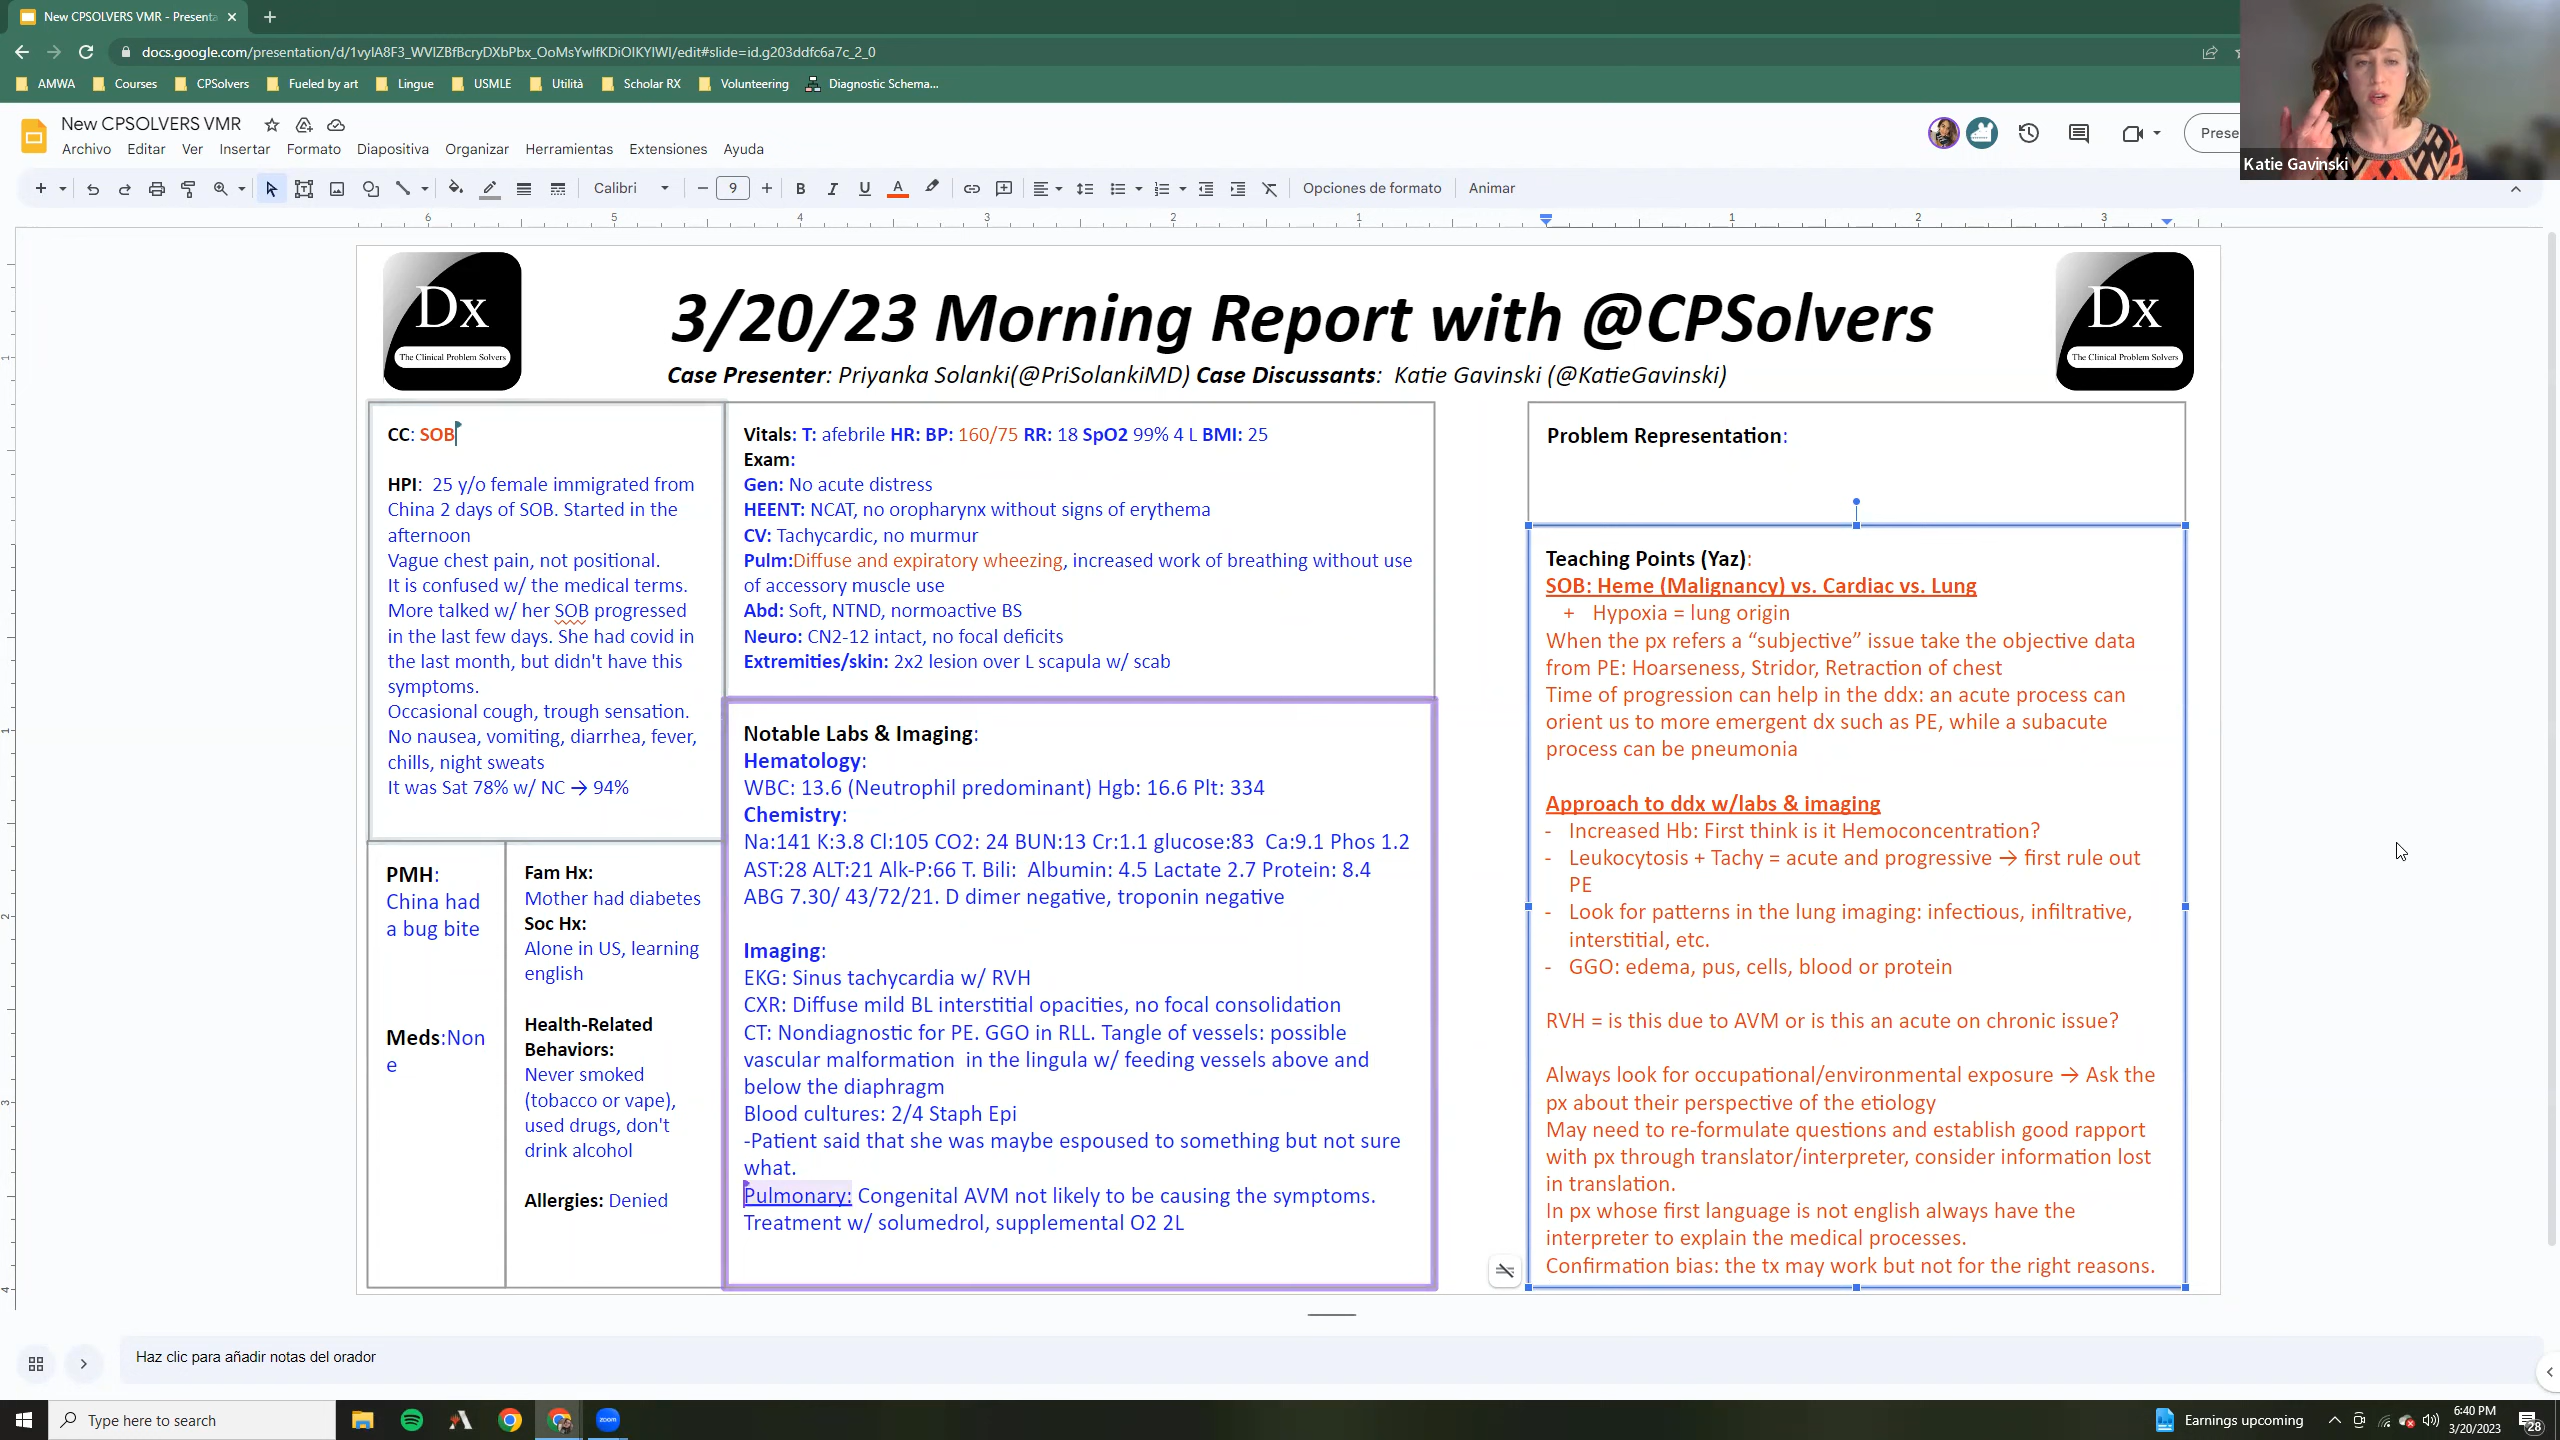 New CPSOLVERS VMR - Presenta
docs.google.com/presentation/d/1vylA8F3_WVIZBfBcryDXbPbx_OoMsYwlfKDiOIKYlWI/edit#slide=id.g203ddfc6a7c_2_0
AMWA Courses CPSolvers Fueled by art Lingue USMLE Utilità Scholar RX Volunteering Diagnostic Schema...
New CPSOLVERS VMR
Archivo Editar Ver Insertar Formato Diapositiva Organizar Herramientas Extensiones Ayuda
Prese
Katie Gavinski
Calibri 9 B I U A Opciones de formato Animar
6 5 4 3 2 1 1 2 3
Dx
The Clinical Problem Solvers
3/20/23 Morning Report with @CPSolvers
Case Presenter: Priyanka Solanki(@PriSolankiMD) Case Discussants: Katie Gavinski (@KatieGavinski)
Dx
The Clinical Problem Solvers
CC: SOB
HPI: 25 y/o female immigrated from
China 2 days of SOB. Started in the
afternoon
Vague chest pain, not positional.
It is confused w/ the medical terms.
More talked w/ her SOB progressed
in the last few days. She had covid in
the last month, but didn't have this
symptoms.
Occasional cough, trough sensation.
No nausea, vomiting, diarrhea, fever,
chills, night sweats
It was Sat 78% w/ NC → 94%
PMH:
China had
a bug bite
Meds:Non
e
Fam Hx:
Mother had diabetes
Soc Hx:
Alone in US, learning
english
Health-Related
Behaviors:
Never smoked
(tobacco or vape),
used drugs, don't
drink alcohol
Allergies: Denied
Vitals: T: afebrile HR: BP: 160/75 RR: 18 SpO2 99% 4 L BMI: 25
Exam:
Gen: No acute distress
HEENT: NCAT, no oropharynx without signs of erythema
CV: Tachycardic, no murmur
Pulm:Diffuse and expiratory wheezing, increased work of breathing without use
of accessory muscle use
Abd: Soft, NTND, normoactive BS
Neuro: CN2-12 intact, no focal deficits
Extremities/skin: 2x2 lesion over L scapula w/ scab
Notable Labs & Imaging:
Hematology:
WBC: 13.6 (Neutrophil predominant) Hgb: 16.6 Plt: 334
Chemistry:
Na:141 K:3.8 Cl:105 CO2: 24 BUN:13 Cr:1.1 glucose:83 Ca:9.1 Phos 1.2
AST:28 ALT:21 Alk-P:66 T. Bili: Albumin: 4.5 Lactate 2.7 Protein: 8.4
ABG 7.30/ 43/72/21. D dimer negative, troponin negative
Imaging:
EKG: Sinus tachycardia w/ RVH
CXR: Diffuse mild BL interstitial opacities, no focal consolidation
CT: Nondiagnostic for PE. GGO in RLL. Tangle of vessels: possible
vascular malformation in the lingula w/ feeding vessels above and
below the diaphragm
Blood cultures: 2/4 Staph Epi
-Patient said that she was maybe espoused to something but not sure
what.
Pulmonary: Congenital AVM not likely to be causing the symptoms.
Treatment w/ solumedrol, supplemental O2 2L
Problem Representation:
Teaching Points (Yaz):
SOB: Heme (Malignancy) vs. Cardiac vs. Lung
+ Hypoxia = lung origin
When the px refers a “subjective” issue take the objective data
from PE: Hoarseness, Stridor, Retraction of chest
Time of progression can help in the ddx: an acute process can
orient us to more emergent dx such as PE, while a subacute
process can be pneumonia
Approach to ddx w/labs & imaging
- Increased Hb: First think is it Hemoconcentration?
- Leukocytosis + Tachy = acute and progressive → first rule out
PE
- Look for patterns in the lung imaging: infectious, infiltrative,
interstitial, etc.
- GGO: edema, pus, cells, blood or protein
RVH = is this due to AVM or is this an acute on chronic issue?
Always look for occupational/environmental exposure → Ask the
px about their perspective of the etiology
May need to re-formulate questions and establish good rapport
with px through translator/interpreter, consider information lost
in translation.
In px whose first language is not english always have the
interpreter to explain the medical processes.
Confirmation bias: the tx may work but not for the right reasons.
1
1
2
3
4
Haz clic para añadir notas del orador
Type here to search
zoom
Earnings upcoming
6:40 PM
3/20/2023
28